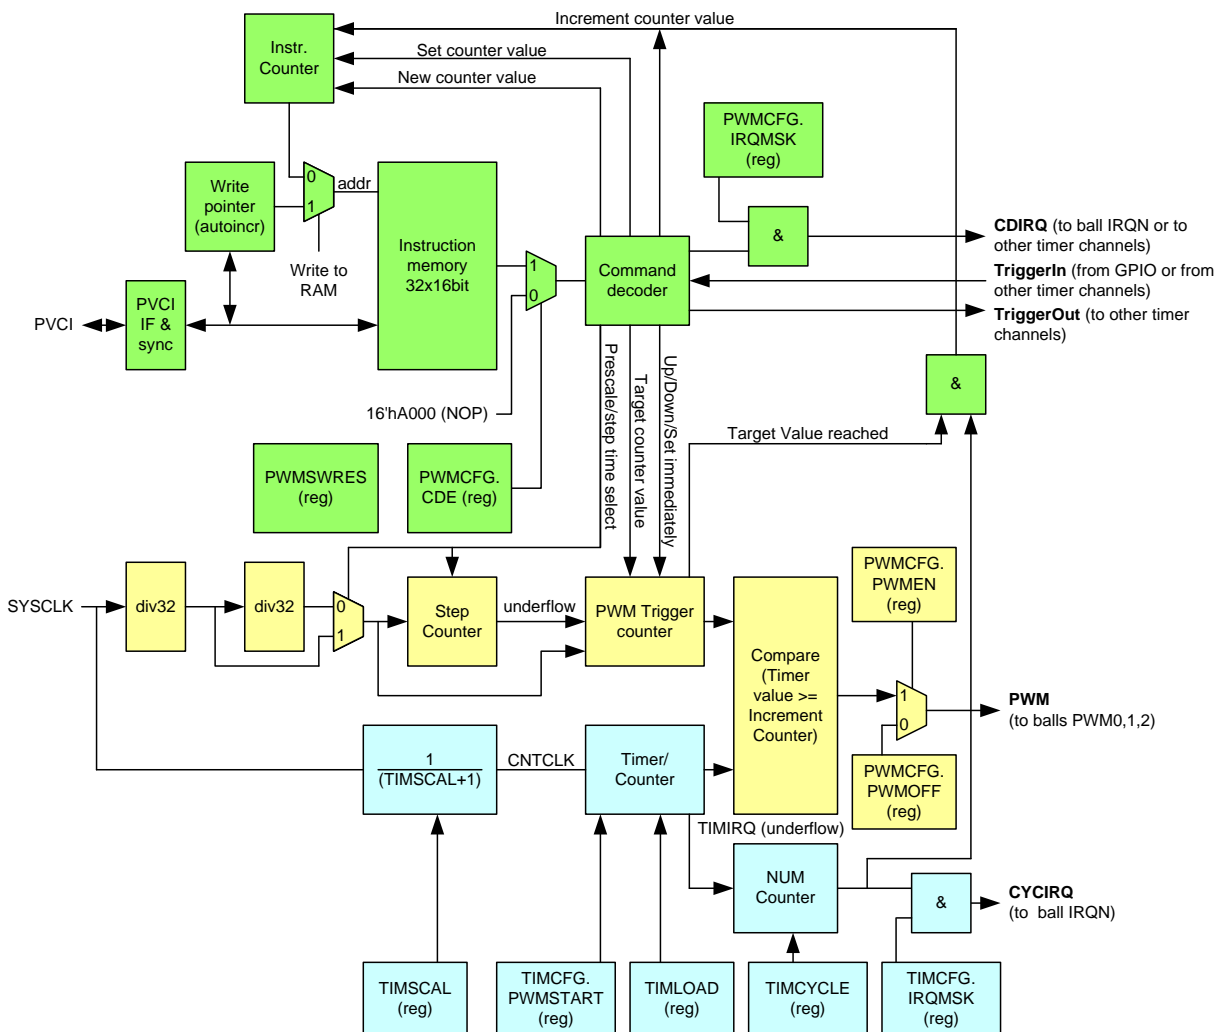 Increment counter value
Instr.
Counter
Set counter value
New counter value
PWMCFG.
IRQMSK
(reg)
Write
pointer
(autoincr)
0
1
addr
Instruction
memory
32x16bit
Write to
RAM
1
0
Command
decoder
&
CDIRQ (to ball IRQN or to
other timer channels)
TriggerIn (from GPIO or from
other timer channels)
TriggerOut (to other timer
channels)
PVCI
PVCI
IF &
sync
16'hA000 (NOP)
Prescale/step time select
Target counter value
Up/Down/Set immediately
&
Target Value reached
PWMSWRES
(reg)
PWMCFG.
CDE (reg)
SYSCLK
div32
div32
0
1
Step
Counter
underflow
PWM Trigger
counter
Compare
(Timer
value >=
Increment
Counter)
PWMCFG.
PWMEN
(reg)
1
0
PWM
(to balls PWM0,1,2)
PWMCFG.
PWMOFF
(reg)
1
(TIMSCAL+1)
CNTCLK
Timer/
Counter
TIMIRQ (underflow)
NUM
Counter
&
CYCIRQ
(to ball IRQN)
TIMSCAL
(reg)
TIMCFG.
PWMSTART
(reg)
TIMLOAD
(reg)
TIMCYCLE
(reg)
TIMCFG.
IRQMSK
(reg)